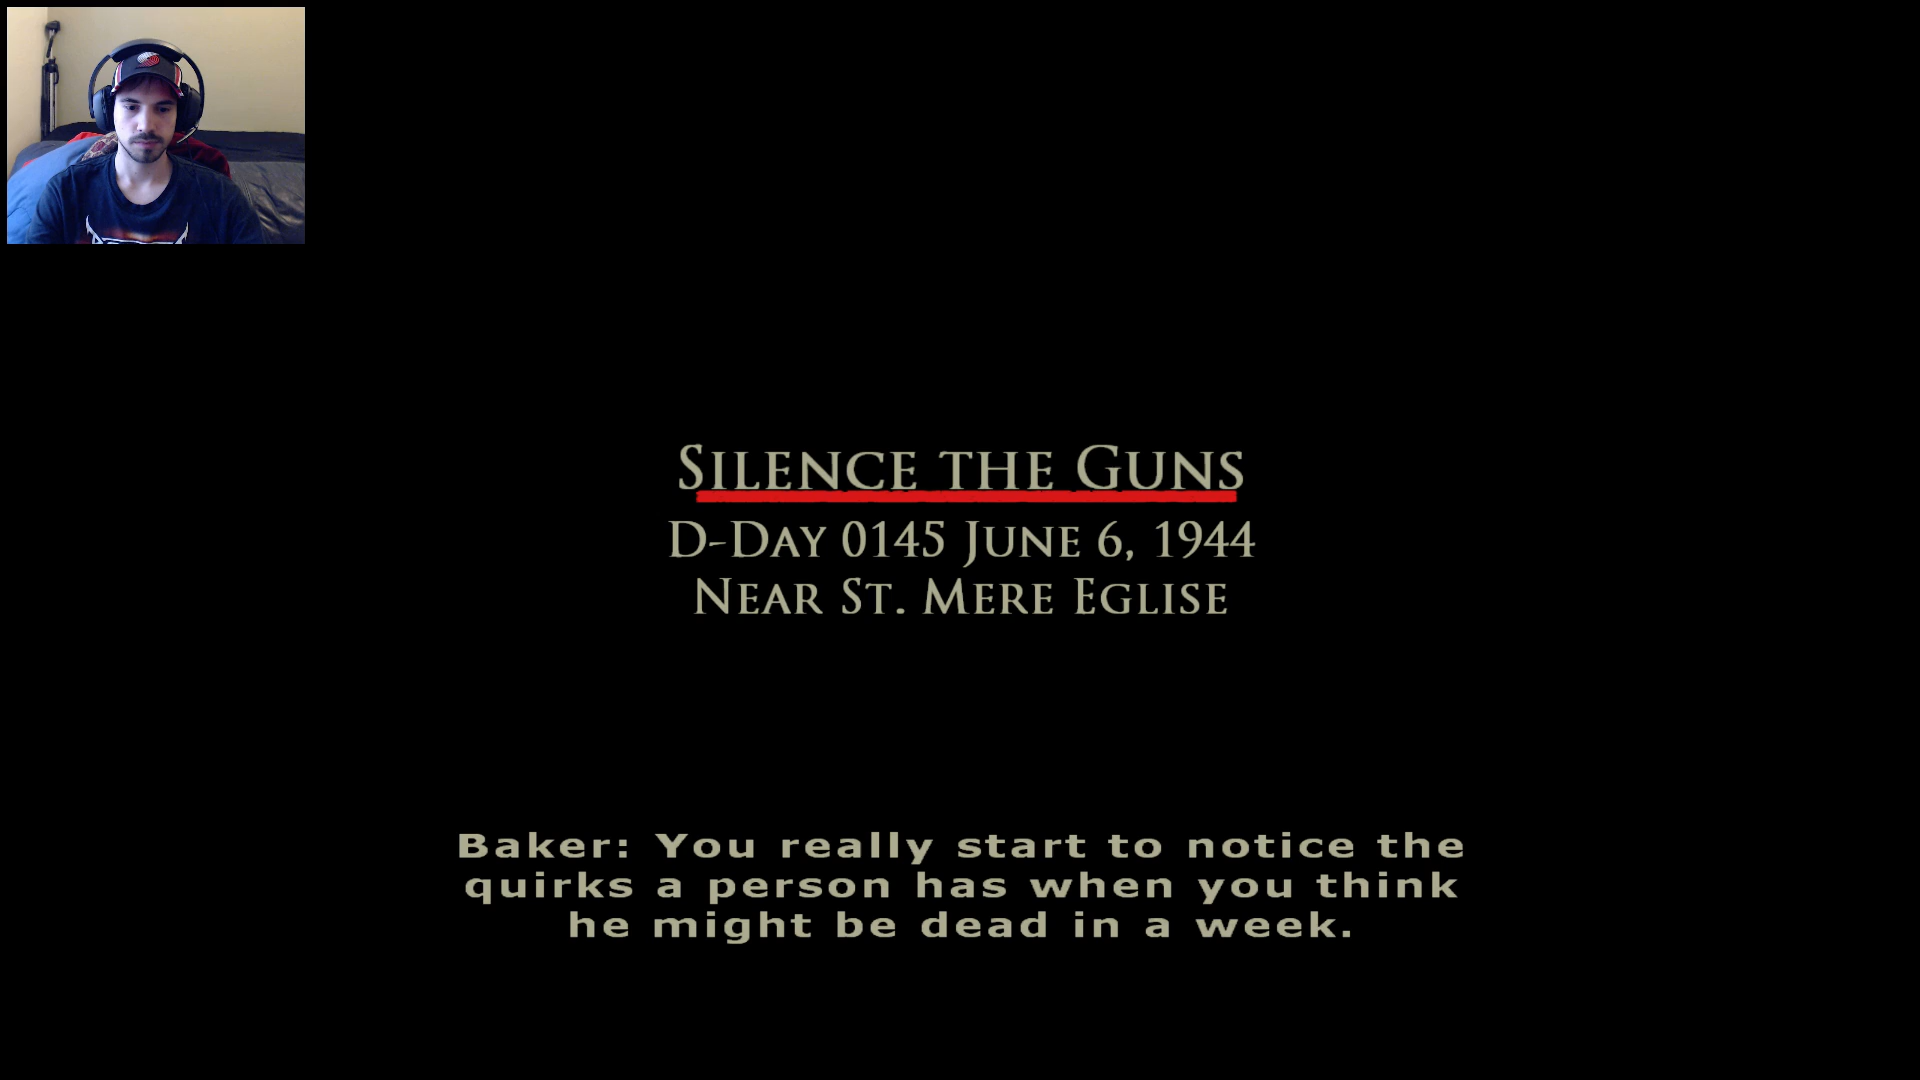 Silence the Guns
D-Day 0145 June 6, 1944
Near St. Mere Eglise
Baker: You really start to notice the
quirks a person has when you think
he might be dead in a week.